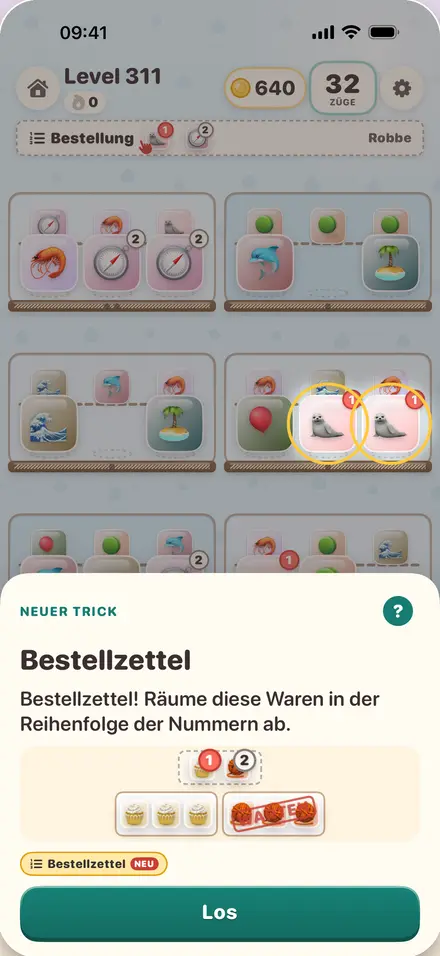 09:41
Level 311
0
640
32
ZÜGE
Bestellung
1
2
Robbe
2
2
1
1
2
1
NEUER TRICK
?
Bestellzettel
Bestellzettel! Räume diese Waren in der
Reihenfolge der Nummern ab.
1
2
Bestellzettel NEU
Los